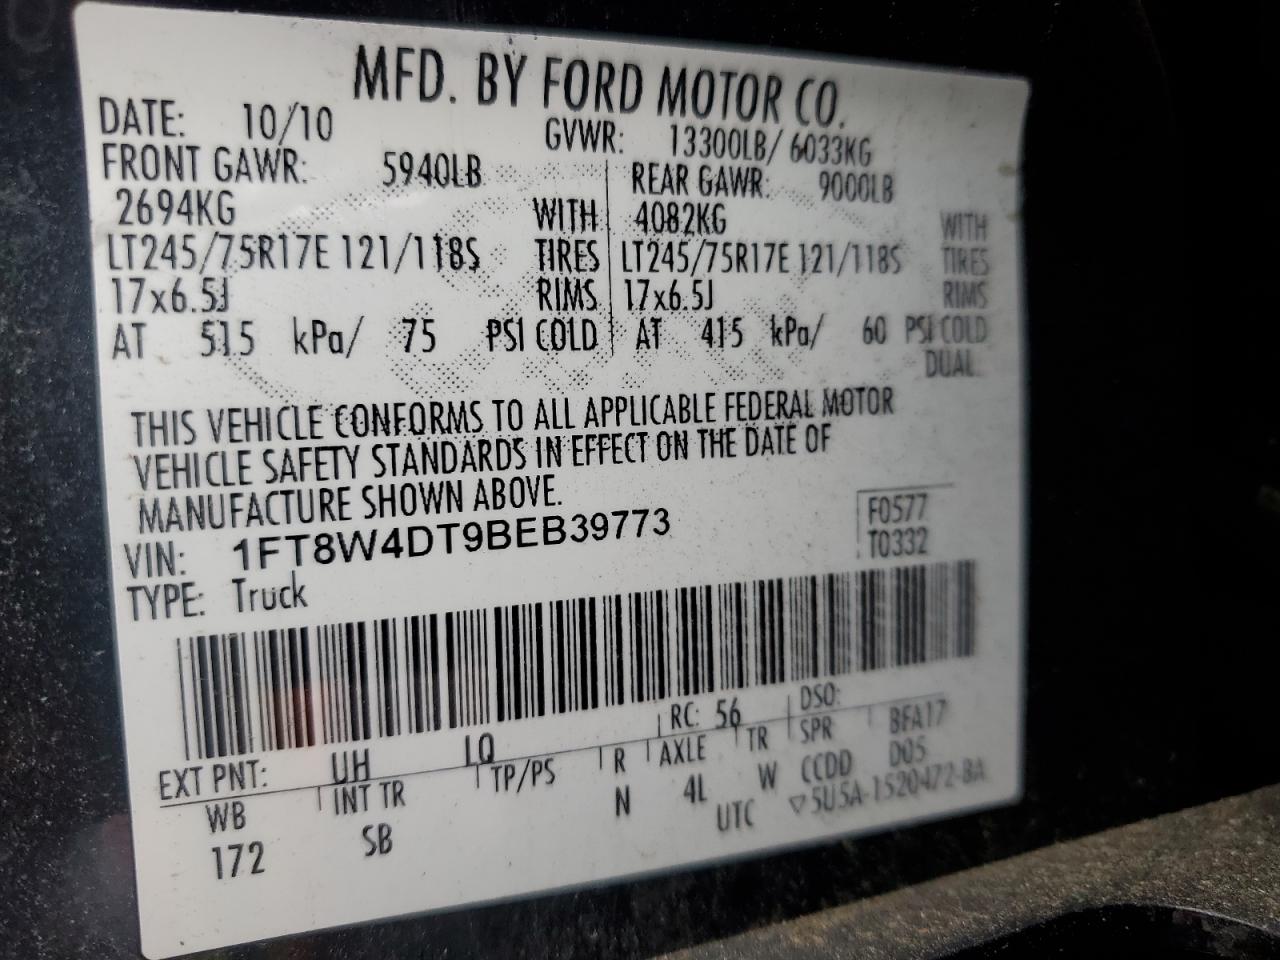 MFD. BY FORD MOTOR CO.
DATE: 10/10 GVWR: 13300LB/ 6033KG
FRONT GAWR: 5940LB REAR GAWR: 9000LB
2694KG WITH 4082KG WITH
LT245/75R17E 121/118S TIRES LT245/75R17E 121/118S TIRES
17x6.5J RIMS 17x6.5J RIMS
AT 515 kPa/ 75 PSI COLD AT 415 kPa/ 60 PSI COLD
DUAL
THIS VEHICLE CONFORMS TO ALL APPLICABLE FEDERAL MOTOR
VEHICLE SAFETY STANDARDS IN EFFECT ON THE DATE OF
MANUFACTURE SHOWN ABOVE.
VIN: 1FT8W4DT9BEB39773 F0577
TYPE: Truck T0332
EXT PNT: UH LQ RC: 56 DSO:
WB INT TR TP/PS R AXLE TR SPR BFA17
172 SB N 4L W CCDD D05
UTC ▽5U5A-1520472-BA